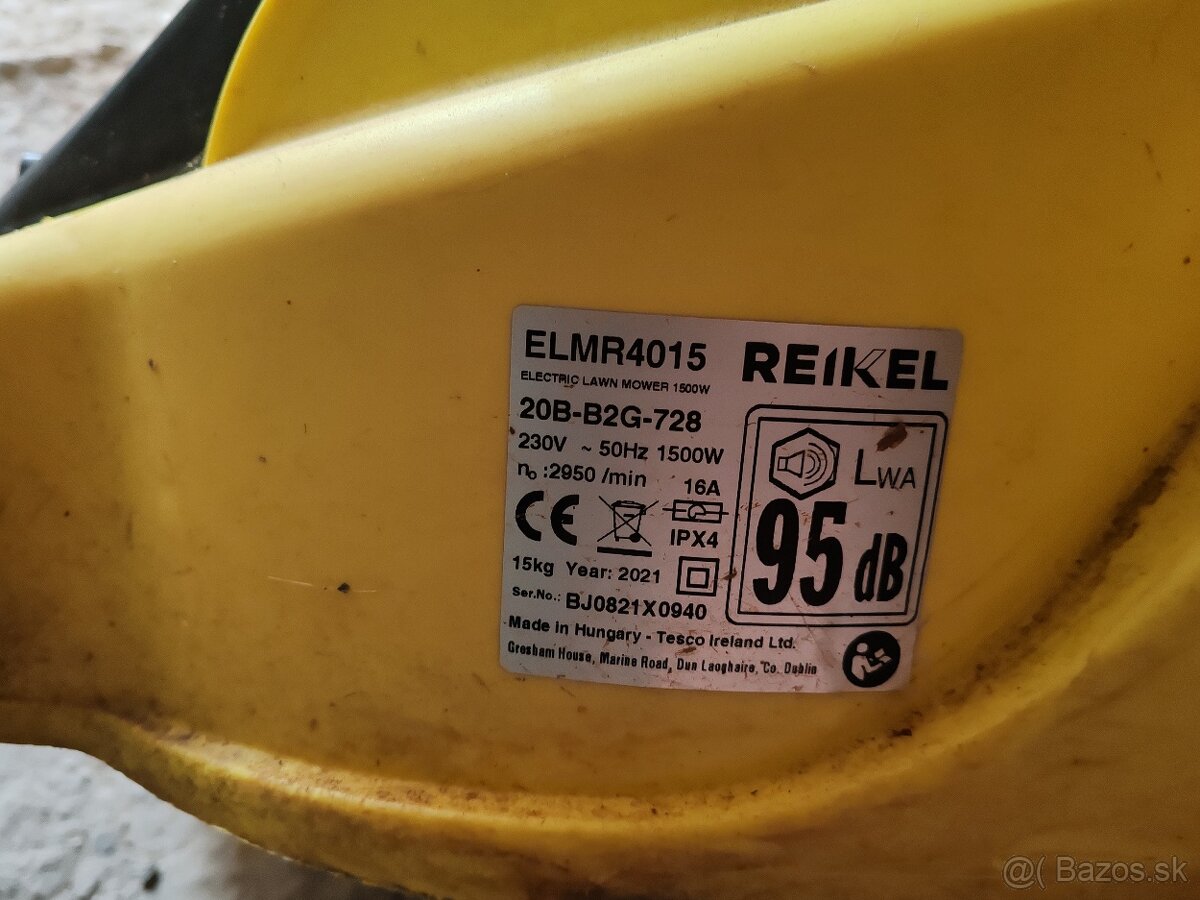 ELMR4015
REIKEL
ELECTRIC LAWN MOWER 1500W
20B-B2G-728
230V ~ 50Hz 1500W
n₀ :2950 /min
16A
CE
IPX4
15kg Year: 2021
Ser.No.: BJ0821X0940
LWA
95 dB
Made in Hungary - Tesco Ireland Ltd.
Gresham House, Marine Road, Dun Laoghaire, Co. Dublin
@( Bazos.sk